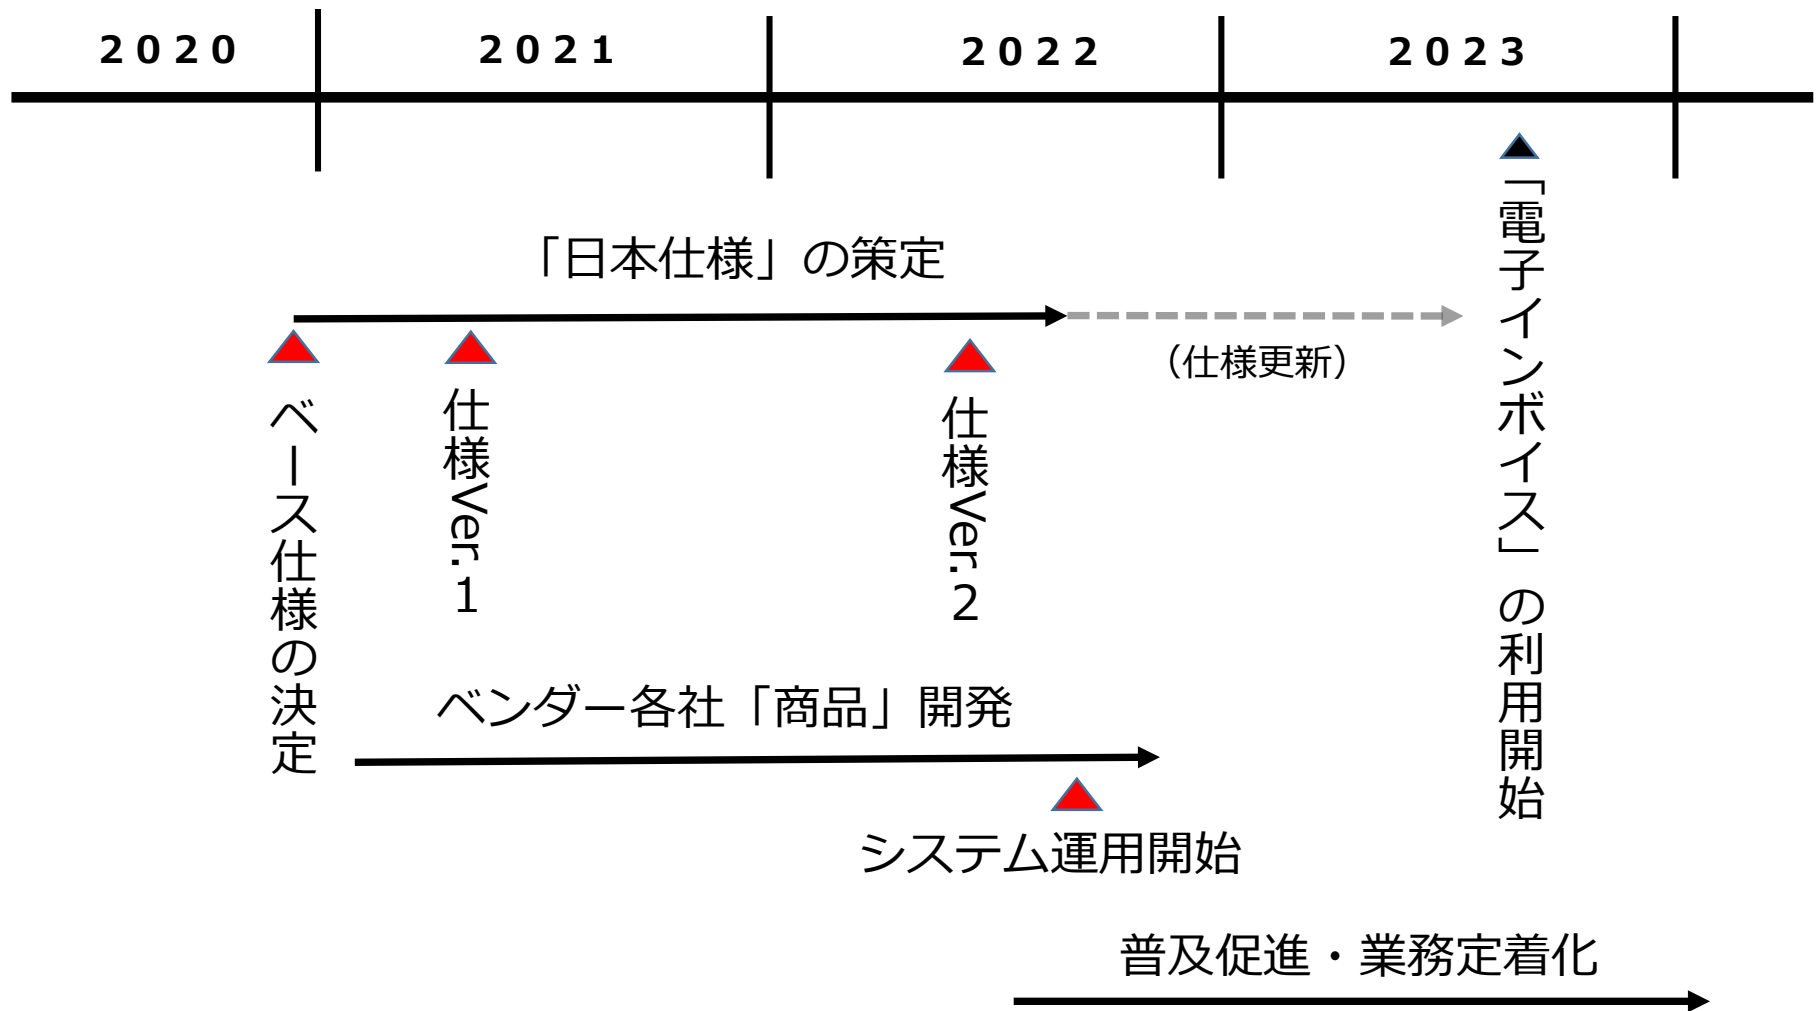 ２０２０
２０２１
２０２２
２０２３
「日本仕様」の策定
（仕様更新）
ベース仕様の決定
仕様Ver.１
仕様Ver.２
「電子インボイス」の利用開始
ベンダー各社「商品」開発
システム運用開始
普及促進・業務定着化